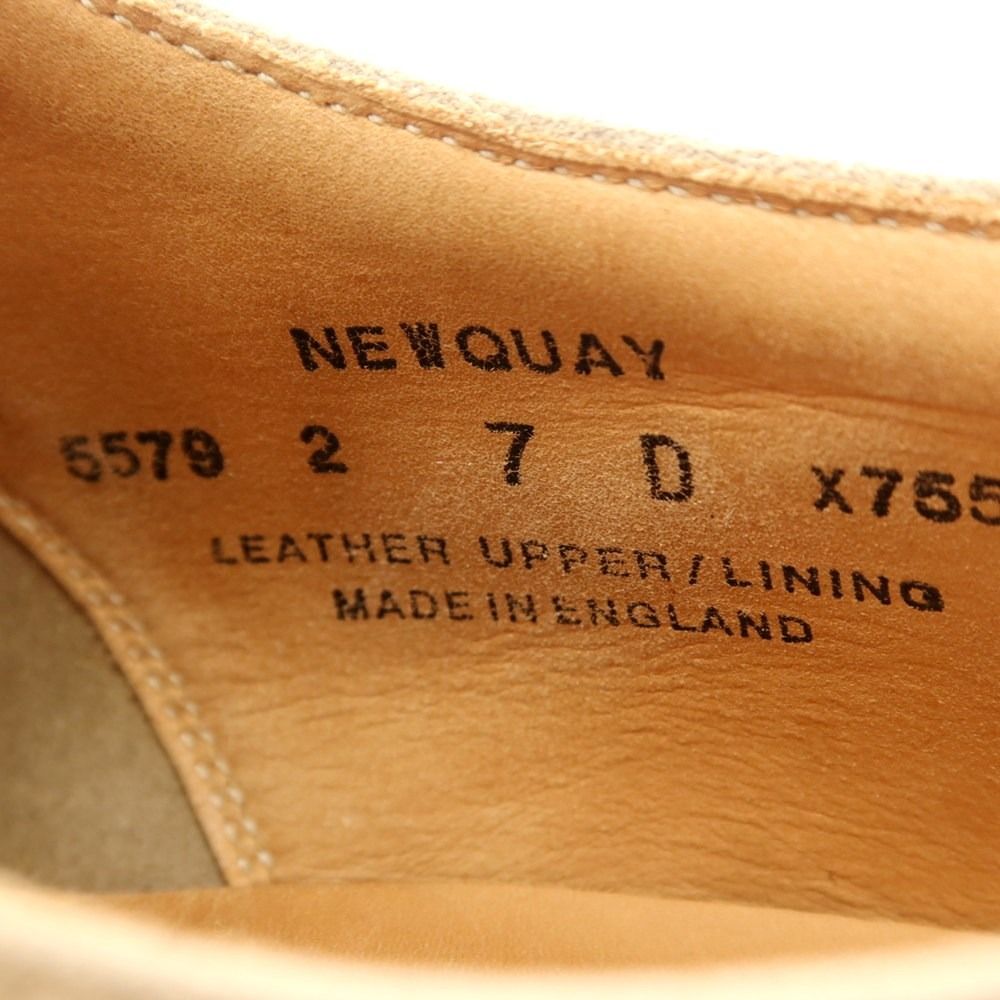 NEWQUAY
5579 2 7 D X755
LEATHER UPPER / LINING
MADE IN ENGLAND